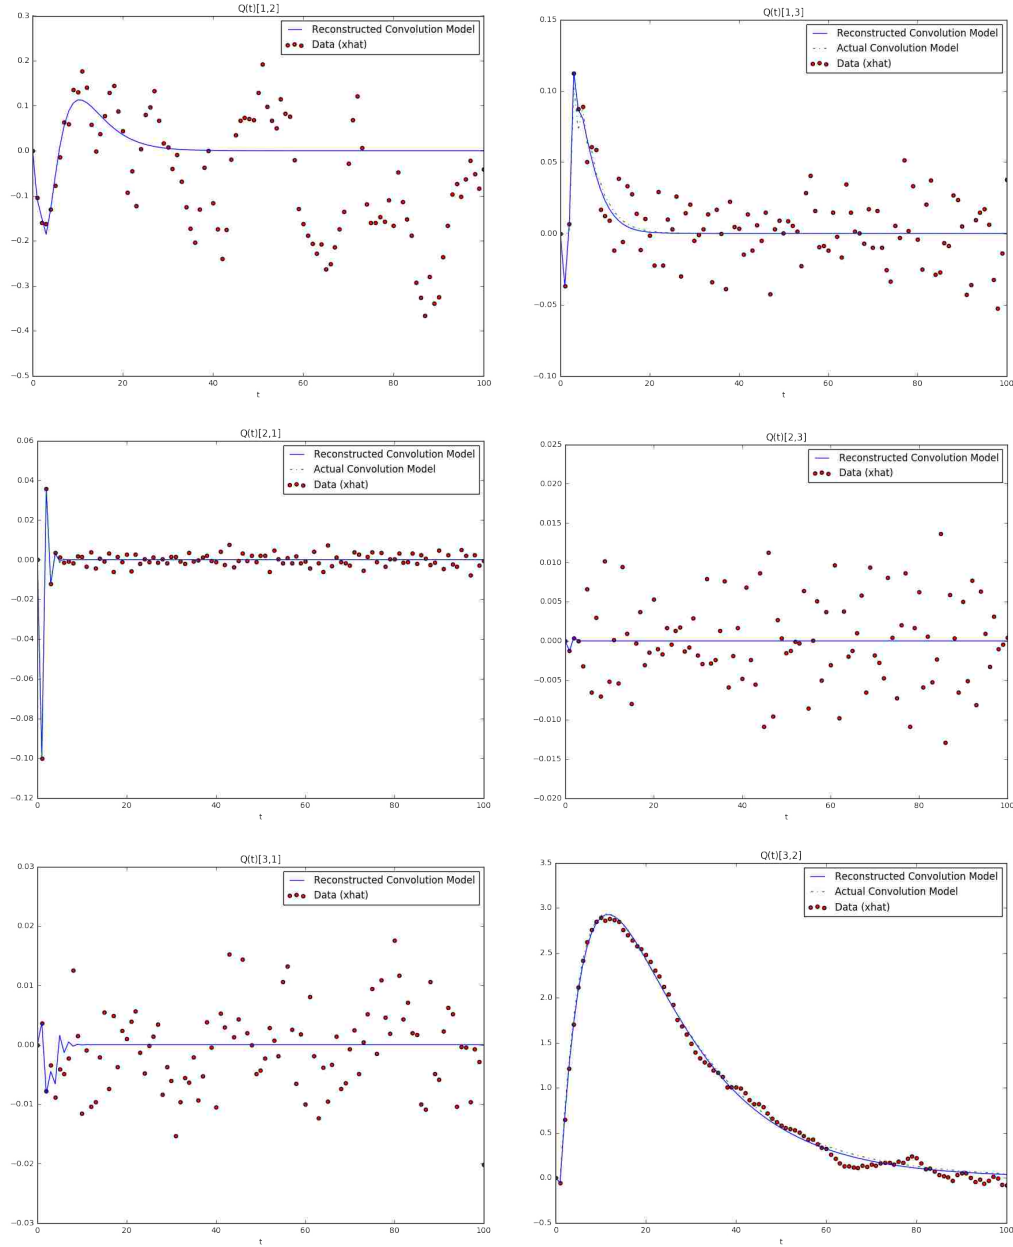 Q(t)[1,2]
Reconstructed Convolution Model
Data (xhat)
0.3
0.2
0.1
0.0
−0.1
−0.2
−0.3
−0.4
−0.5
0 20 40 60 80 100
t
Q(t)[1,3]
Reconstructed Convolution Model
Actual Convolution Model
Data (xhat)
0.15
0.10
0.05
0.00
−0.05
−0.10
0 20 40 60 80 100
t
Q(t)[2,1]
Reconstructed Convolution Model
Actual Convolution Model
Data (xhat)
0.06
0.04
0.02
0.00
−0.02
−0.04
−0.06
−0.08
−0.10
−0.12
0 20 40 60 80 100
t
Q(t)[2,3]
Reconstructed Convolution Model
Data (xhat)
0.025
0.020
0.015
0.010
0.005
0.000
−0.005
−0.010
−0.015
−0.020
0 20 40 60 80 100
t
Q(t)[3,1]
Reconstructed Convolution Model
Data (xhat)
0.03
0.02
0.01
0.00
−0.01
−0.02
−0.03
0 20 40 60 80 100
t
Q(t)[3,2]
Reconstructed Convolution Model
Actual Convolution Model
Data (xhat)
3.5
3.0
2.5
2.0
1.5
1.0
0.5
0.0
−0.5
0 20 40 60 80 100
t